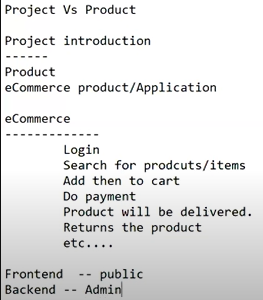 Project Vs Product
Project introduction
------
Product
eCommerce product/Application
eCommerce
-------------
Login
Search for prodcuts/items
Add then to cart
Do payment
Product will be delivered.
Returns the product
etc....
Frontend -- public
Backend -- Admin